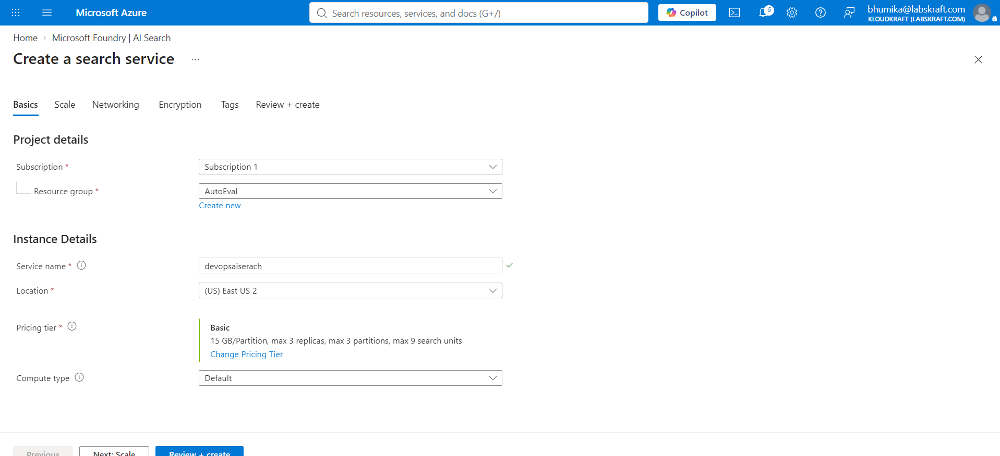 Microsoft Azure
Search resources, services, and docs (G+/)
Copilot
6
bhumika@labskraft.com
KLOUDKRAFT (LABSKRAFT.COM)
Home > Microsoft Foundry | AI Search
Create a search service ...
Basics Scale Networking Encryption Tags Review + create
Project details
Subscription * Subscription 1
Resource group * AutoEval
Create new
Instance Details
Service name * devopsaiserach
Location * (US) East US 2
Pricing tier * Basic
15 GB/Partition, max 3 replicas, max 3 partitions, max 9 search units
Change Pricing Tier
Compute type Default
Previous Next: Scale Review + create